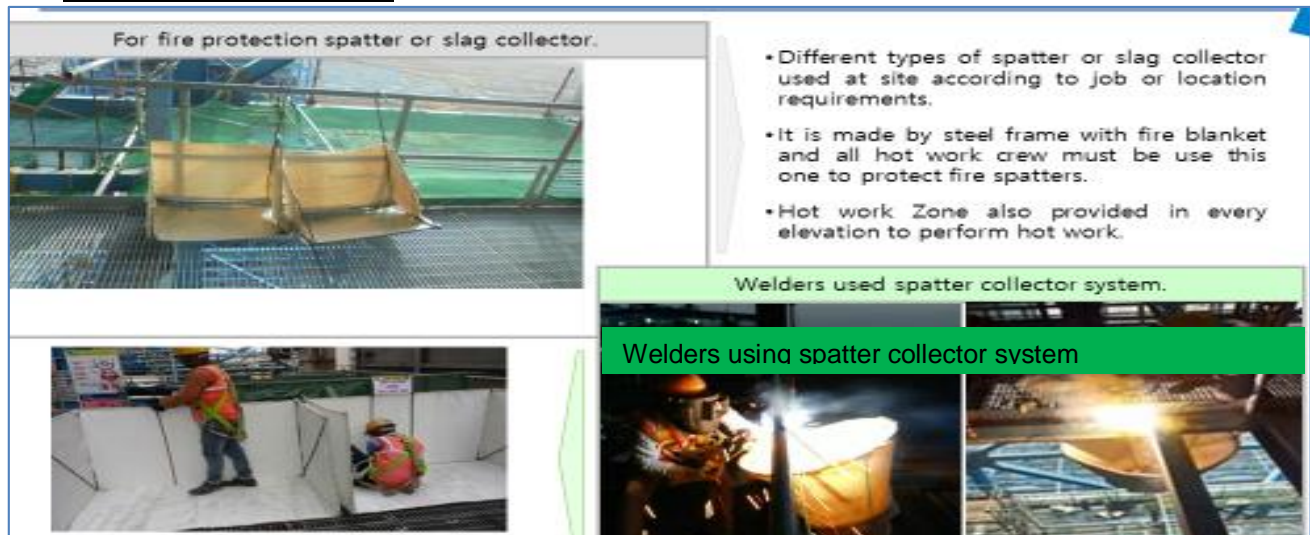 For fire protection spatter or slag collector.
• Different types of spatter or slag collector
used at site according to job or location
requirements.
• It is made by steel frame with fire blanket
and all hot work crew must be use this
one to protect fire spatters.
• Hot work Zone also provided in every
elevation to perform hot work.
Welders used spatter collector system.
Welders using spatter collector system